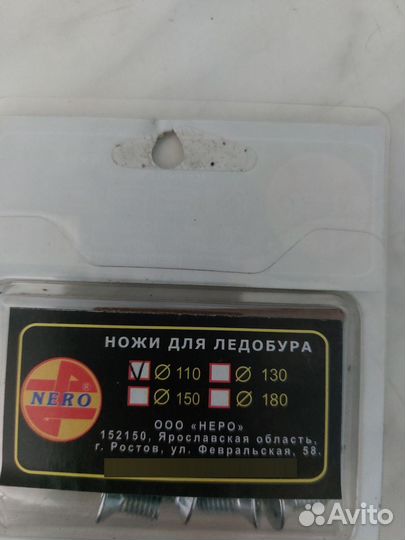 НОЖИ ДЛЯ ЛЕДОБУРА
NERO ®
☑ Ø 110 ☐ Ø 130
☐ Ø 150 ☐ Ø 180
ООО «НЕРО»
152150, Ярославская область,
г. Ростов, ул. Февральская, 58.
Avito